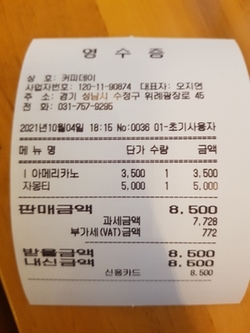 영 수 증
상 호: 커피데이
사업자번호: 120-11-90874 대표자: 오지연
주 소: 경기 성남시 수정구 위례광장로 45
전 화: 031-757-9295
2021년10월04일 18:15 No:0036 01-초기사용자
메 뉴 명 단가 수량 금액
I 아메리카노 3,500 1 3,500
자몽티 5,000 1 5,000
판매금액 8,500
과세금액 7,728
부가세(VAT)금액 772
받을금액 8,500
내신금액 8,500
신용카드 8,500